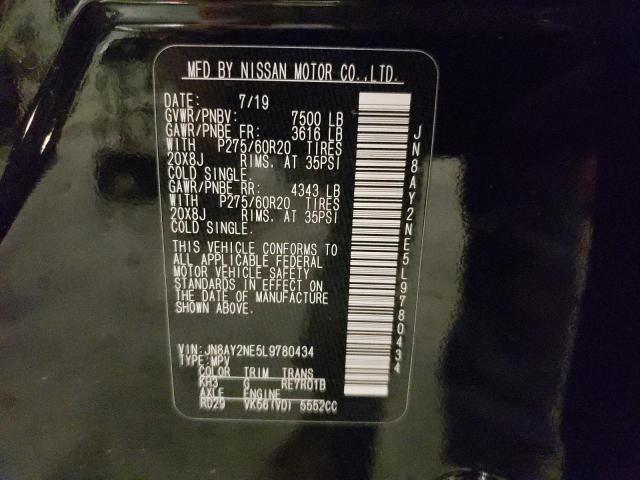 MFD BY NISSAN MOTOR CO.,LTD.
DATE: 7/19
GVWR/PNBV: 7500 LB
GAWR/PNBE FR: 3616 LB
WITH P275/60R20 TIRES
20X8J RIMS, AT 35PSI
COLD SINGLE.
GAWR/PNBE RR: 4343 LB
WITH P275/60R20 TIRES
20X8J RIMS, AT 35PSI
COLD SINGLE.
THIS VEHICLE CONFORMS TO
ALL APPLICABLE FEDERAL
MOTOR VEHICLE SAFETY
STANDARDS IN EFFECT ON
THE DATE OF MANUFACTURE
SHOWN ABOVE.
VIN: JN8AY2NE5L9780434
TYPE: MPV
COLOR TRIM TRANS
KH3 G RE7R01B
AXLE ENGINE
RD29 VK56(VD) 5552CC
JN8AY2NE5L9780434